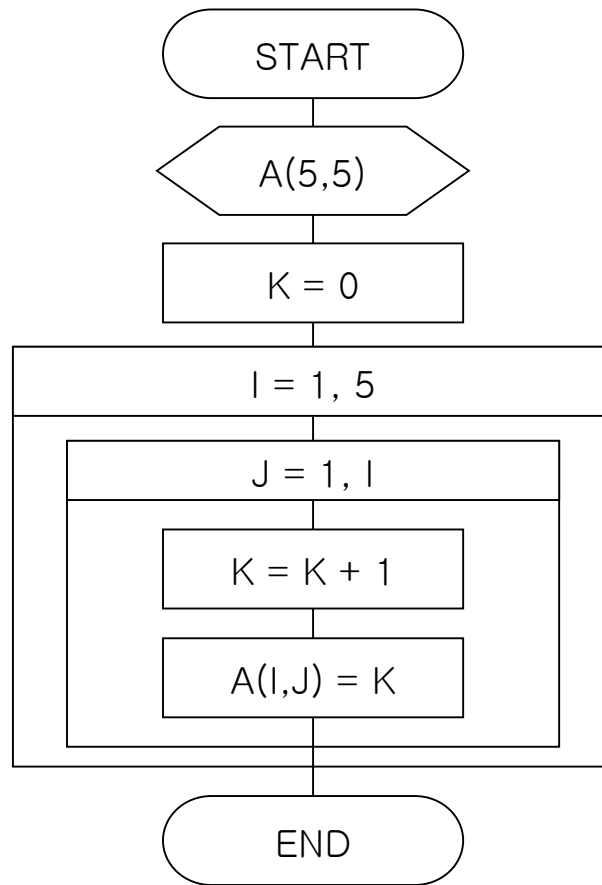 START
A(5,5)
K = 0
I = 1, 5
J = 1, I
K = K + 1
A(I,J) = K
END